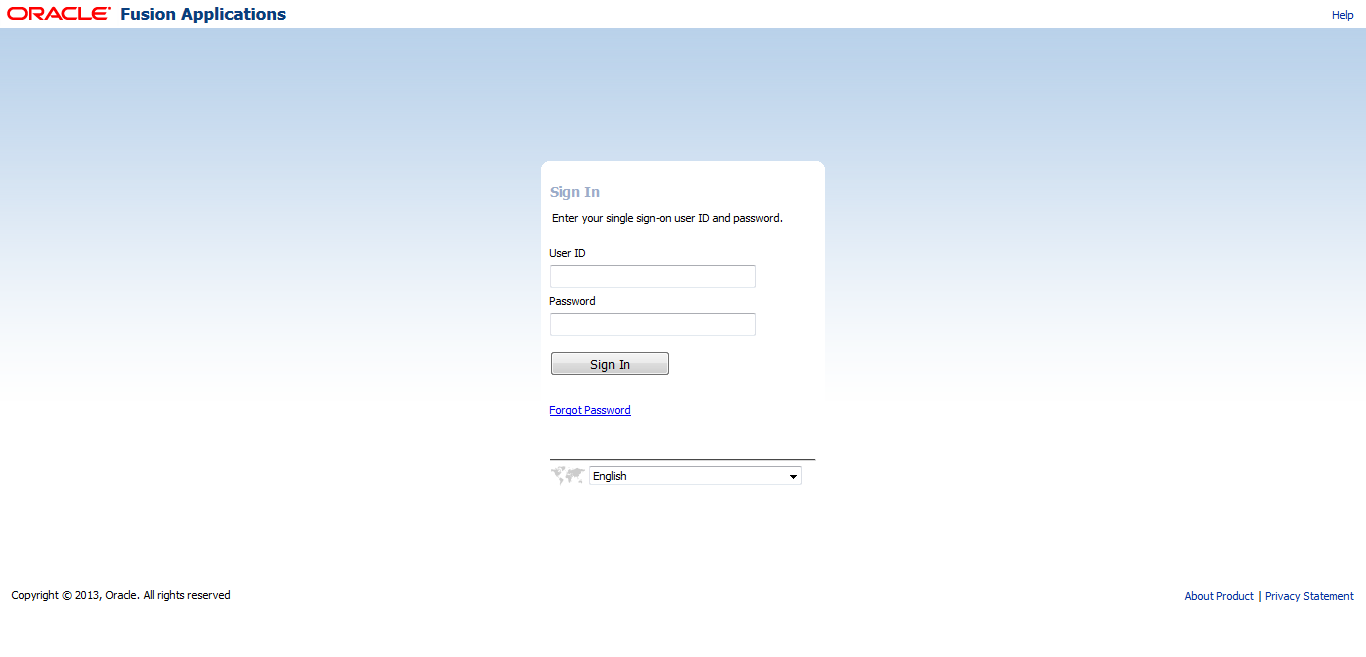 ORACLE Fusion Applications
Help
Sign In
Enter your single sign-on user ID and password.
User ID
Password
Sign In
Forgot Password
English
Copyright © 2013, Oracle. All rights reserved
About Product | Privacy Statement